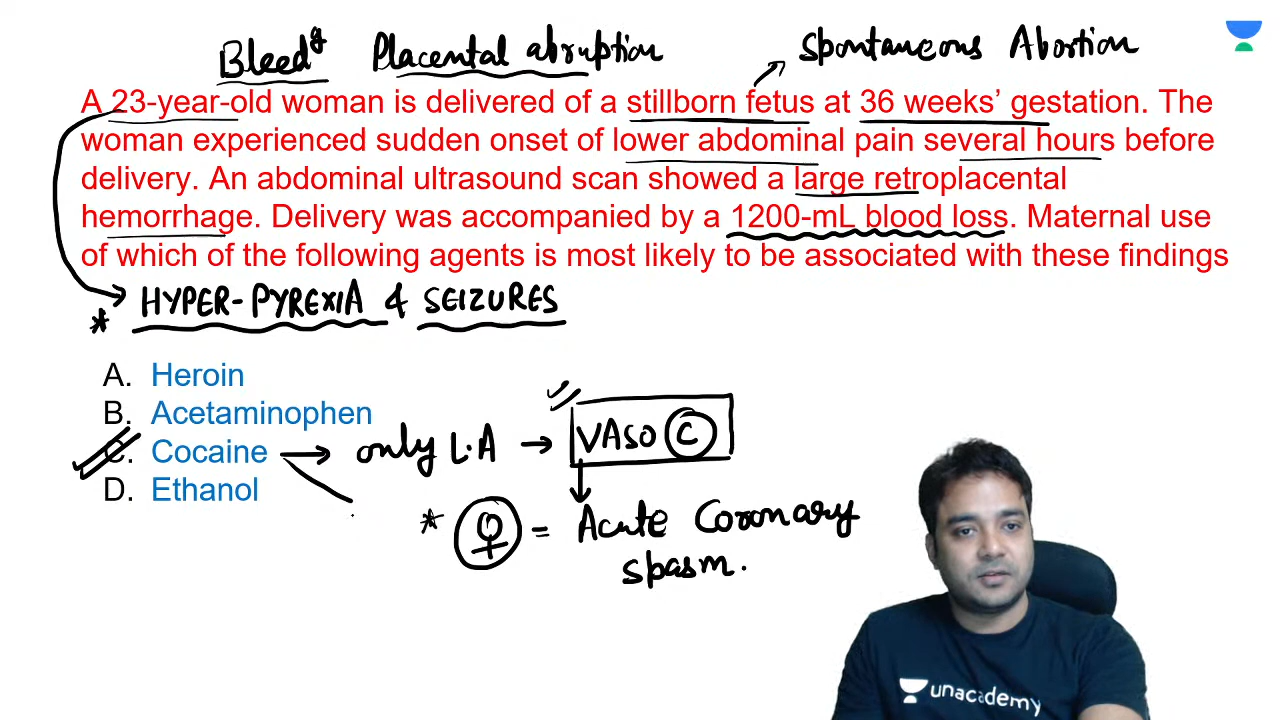 Bleedg Placental abruption Spontaneous Abortion
A 23-year-old woman is delivered of a stillborn fetus at 36 weeks’ gestation. The
woman experienced sudden onset of lower abdominal pain several hours before
delivery. An abdominal ultrasound scan showed a large retroplacental
hemorrhage. Delivery was accompanied by a 1200-mL blood loss. Maternal use
of which of the following agents is most likely to be associated with these findings
* HYPER-PYREXIA & SEIZURES
A. Heroin
B. Acetaminophen
C. Cocaine → only L.A → VASO C
D. Ethanol
* ♀ = Acute Coronary
spasm.
unacademy